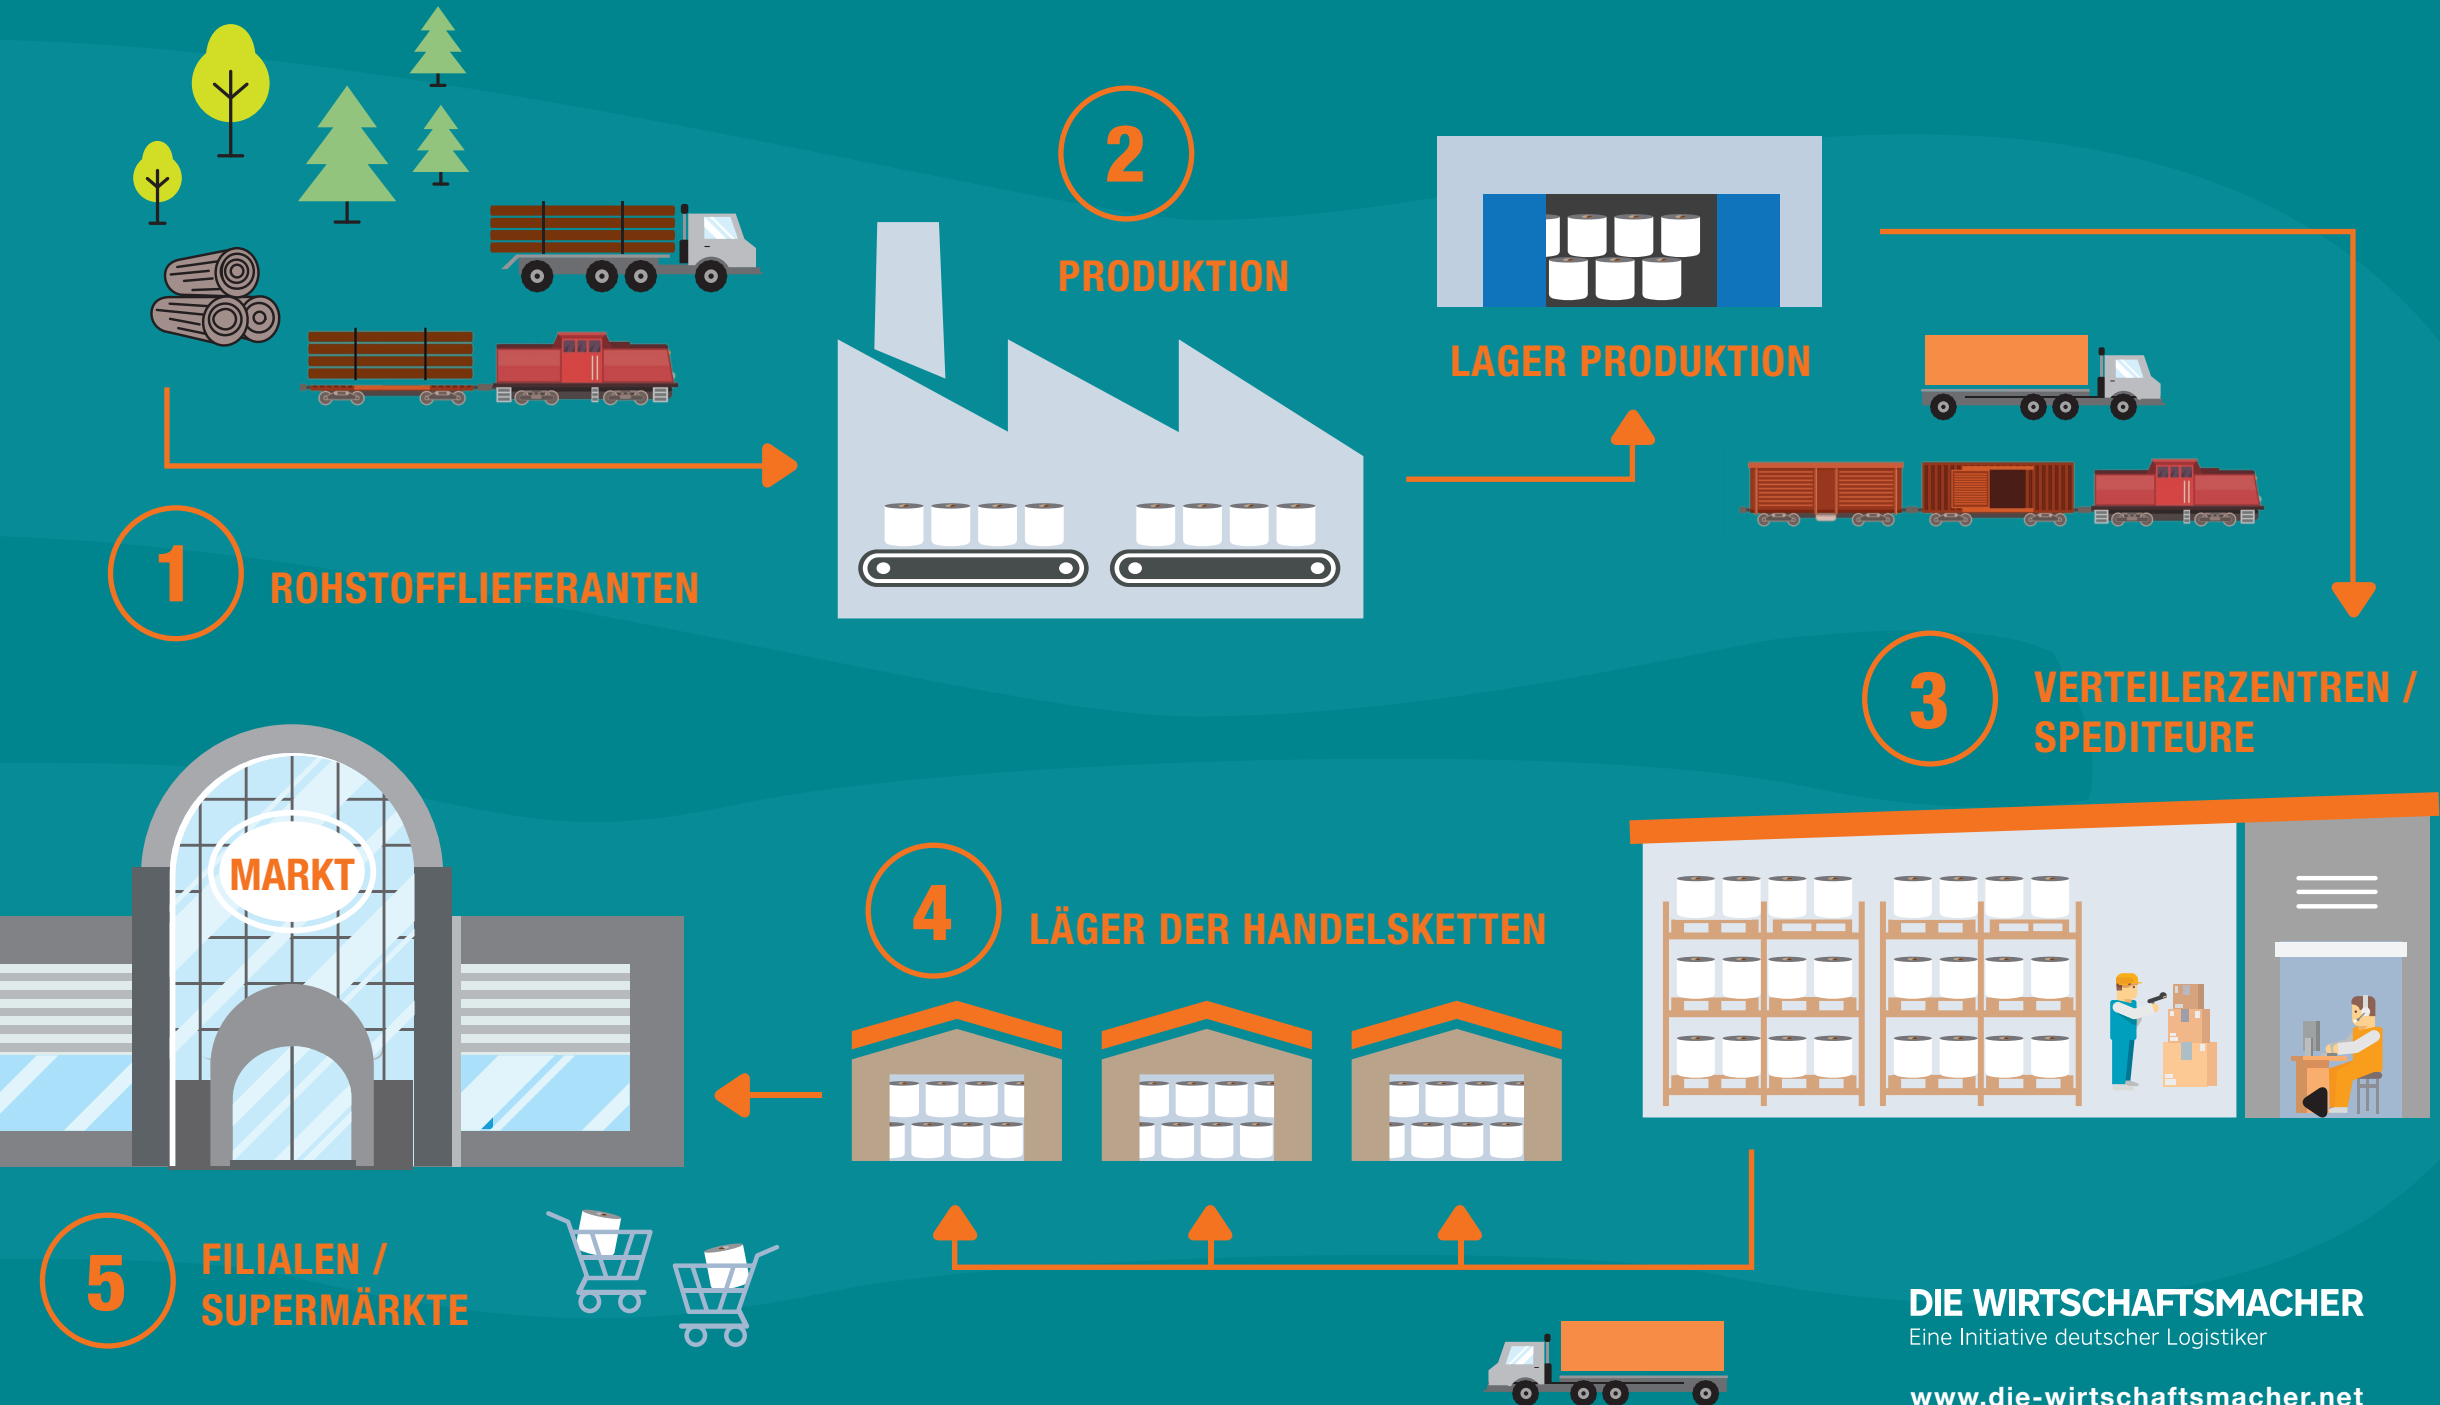 1
ROHSTOFFLIEFERANTEN
2
PRODUKTION
LAGER PRODUKTION
3
VERTEILERZENTREN /
SPEDITEURE
4
LÄGER DER HANDELSKETTEN
MARKT
5
FILIALEN /
SUPERMÄRKTE
DIE WIRTSCHAFTSMACHER
Eine Initiative deutscher Logistiker
www.die-wirtschaftsmacher.net